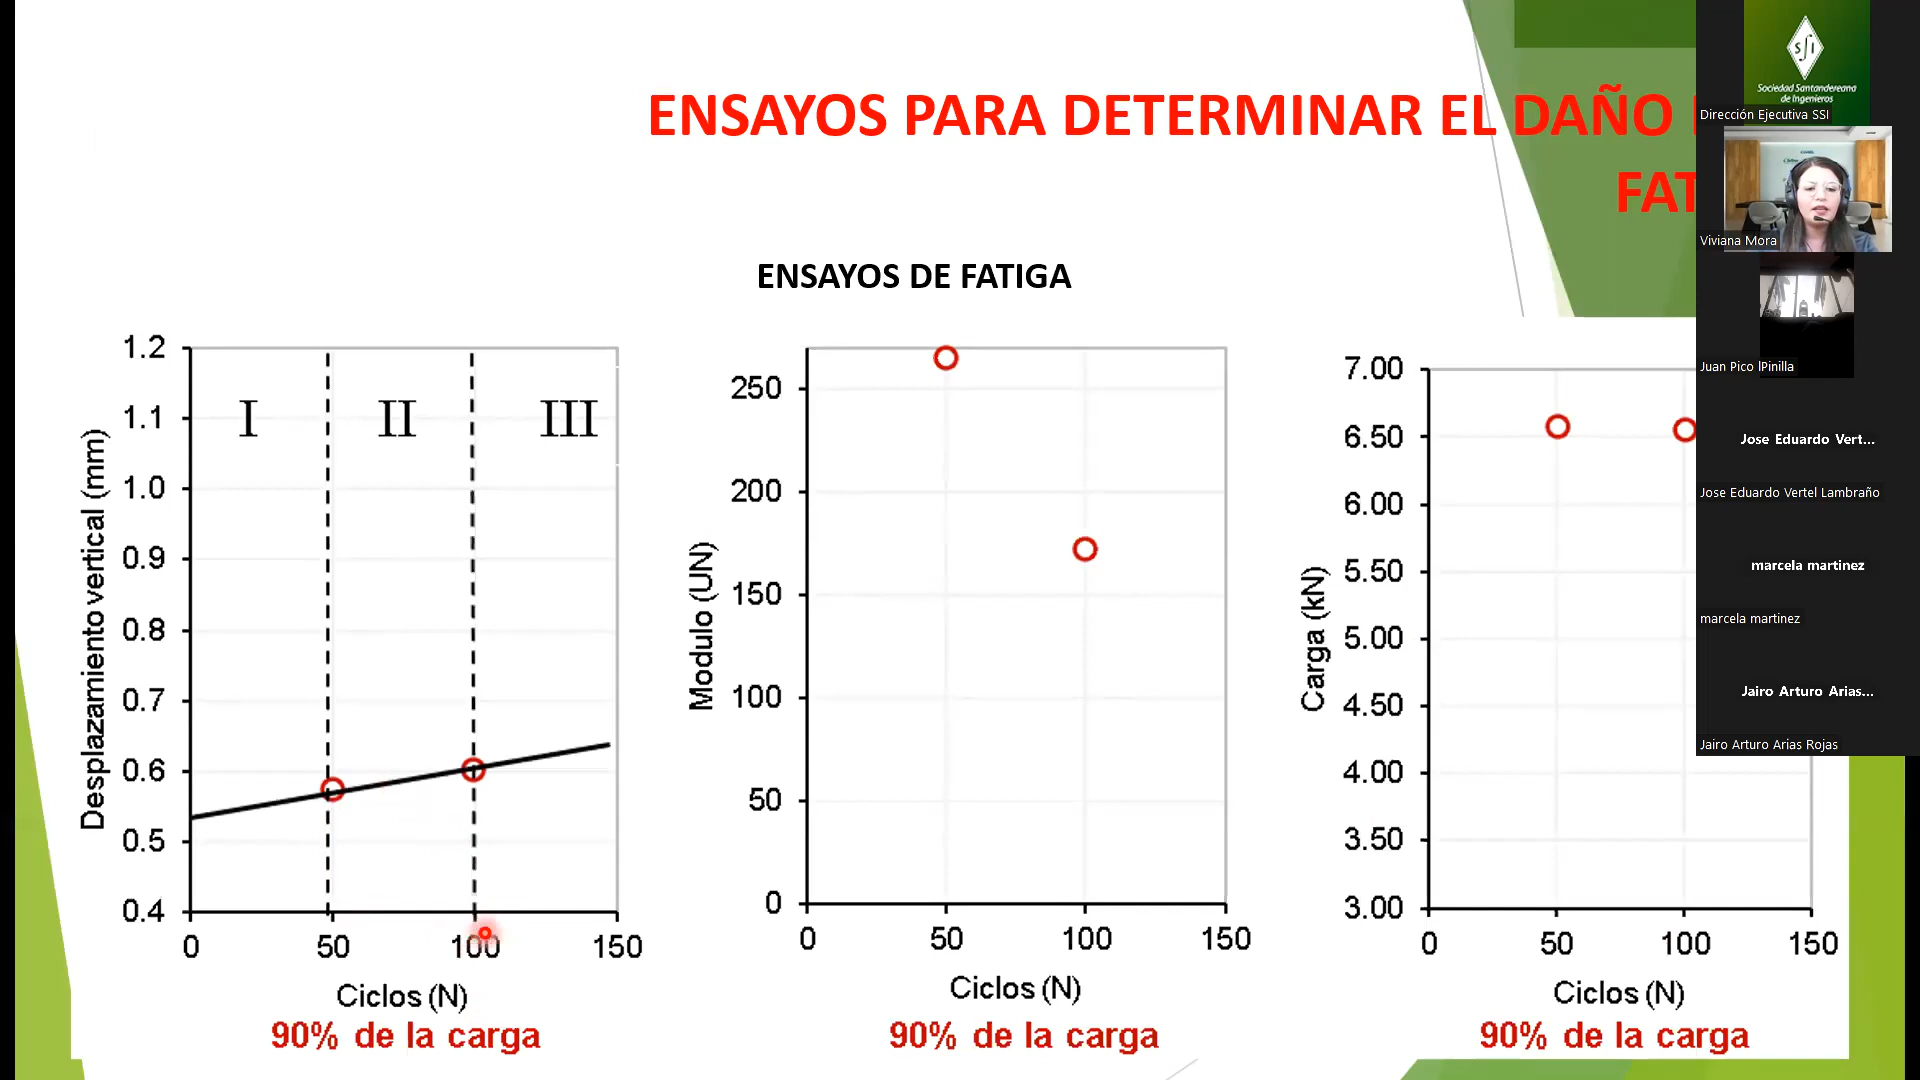 ENSAYOS PARA DETERMINAR EL DAÑO
FAT
ENSAYOS DE FATIGA
1.2
1.1
1.0
0.9
0.8
0.7
0.6
0.5
0.4
Desplazamiento vertical (mm)
I
II
III
0
50
100
150
Ciclos (N)
90% de la carga
250
200
150
100
50
0
Modulo (UN)
0
50
100
150
Ciclos (N)
90% de la carga
7.00
6.50
6.00
5.50
5.00
4.50
4.00
3.50
3.00
Carga (kN)
0
50
100
150
Ciclos (N)
90% de la carga
SSI
Sociedad Santandereana
de Ingenieros
Dirección Ejecutiva SSI
Viviana Mora
Juan Pico lPinilla
Jose Eduardo Vert...
Jose Eduardo Vertel Lambraño
marcela martinez
marcela martinez
Jairo Arturo Arias...
Jairo Arturo Arias Rojas